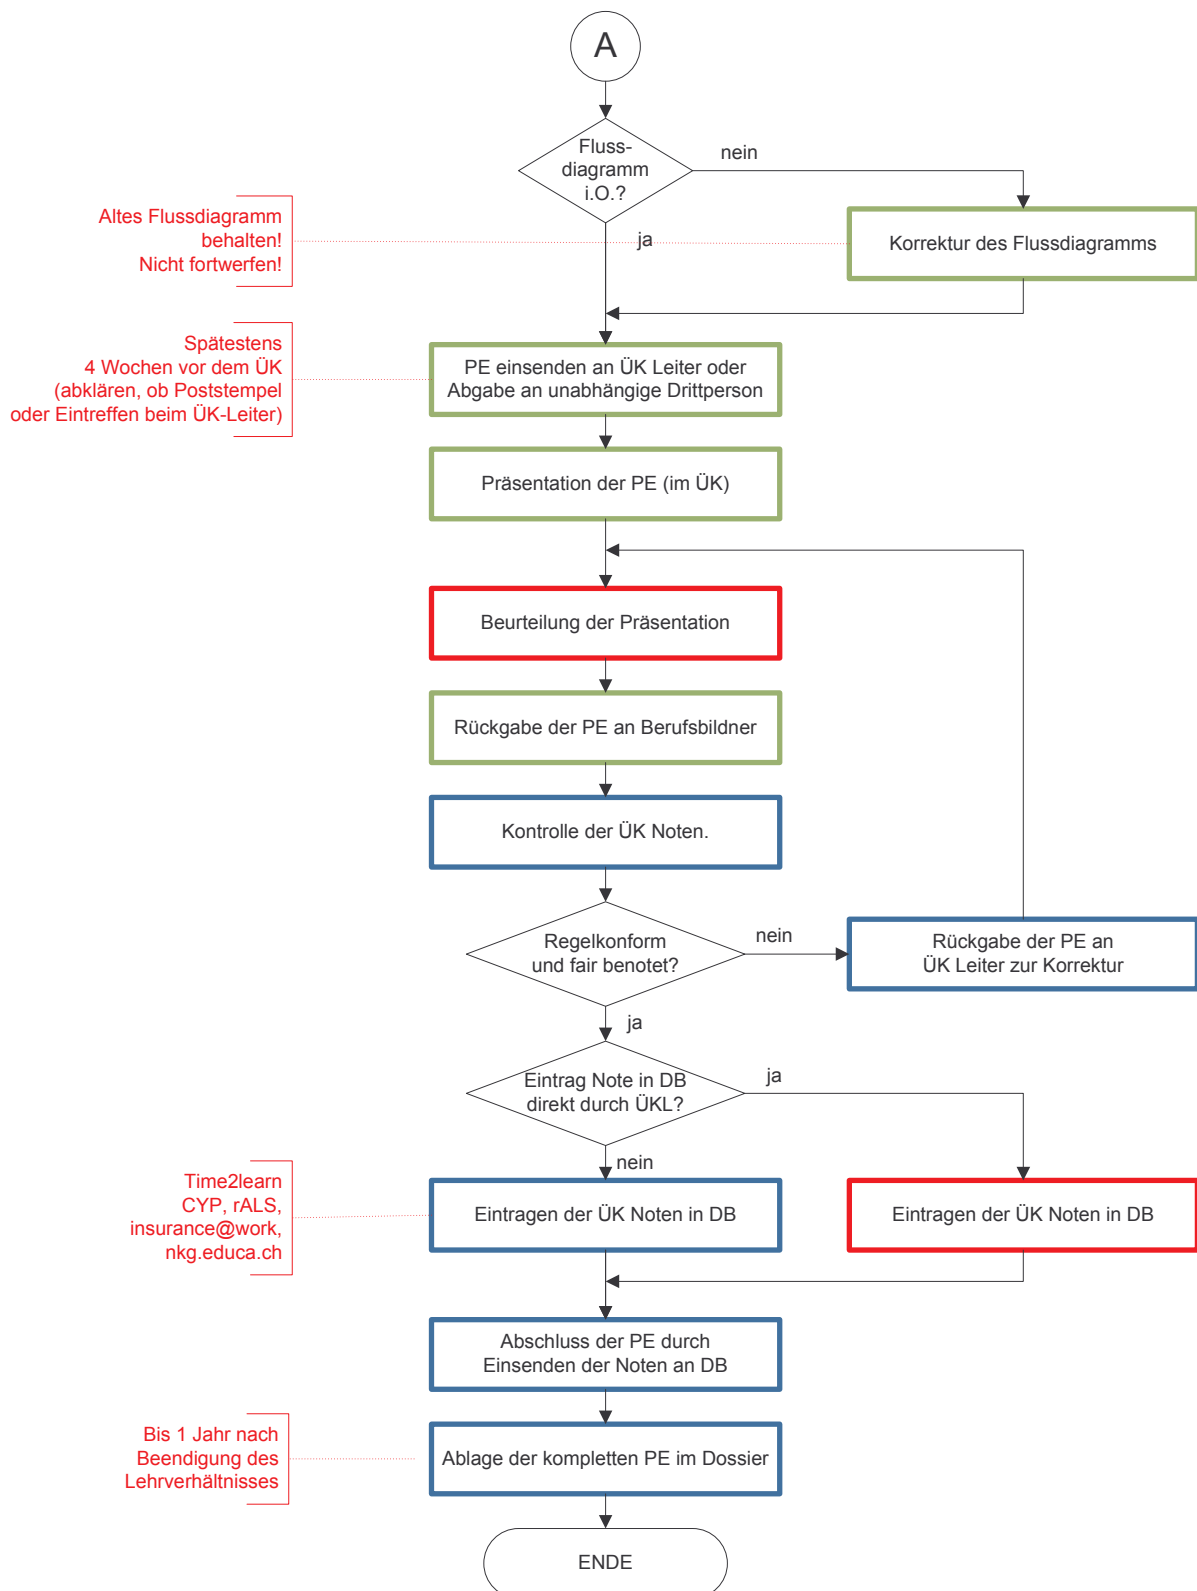 A
Fluss-
diagramm
i.O.?
nein
Altes Flussdiagramm
behalten!
Nicht fortwerfen!
ja
Korrektur des Flussdiagramms
Spätestens
4 Wochen vor dem ÜK
(abklären, ob Poststempel
oder Eintreffen beim ÜK-Leiter)
PE einsenden an ÜK Leiter oder
Abgabe an unabhängige Drittperson
Präsentation der PE (im ÜK)
Beurteilung der Präsentation
Rückgabe der PE an Berufsbildner
Kontrolle der ÜK Noten.
Regelkonform
und fair benotet?
nein
Rückgabe der PE an
ÜK Leiter zur Korrektur
ja
Eintrag Note in DB
direkt durch ÜKL?
ja
nein
Time2learn
CYP, rALS,
insurance@work,
nkg.educa.ch
Eintragen der ÜK Noten in DB
Eintragen der ÜK Noten in DB
Abschluss der PE durch
Einsenden der Noten an DB
Bis 1 Jahr nach
Beendigung des
Lehrverhältnisses
Ablage der kompletten PE im Dossier
ENDE